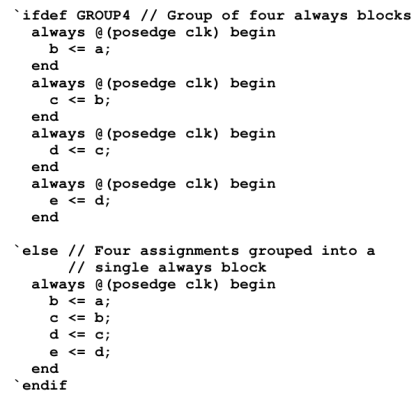 `ifdef GROUP4 // Group of four always blocks
  always @(posedge clk) begin
    b <= a;
  end
  always @(posedge clk) begin
    c <= b;
  end
  always @(posedge clk) begin
    d <= c;
  end
  always @(posedge clk) begin
    e <= d;
  end

`else // Four assignments grouped into a
      // single always block
  always @(posedge clk) begin
    b <= a;
    c <= b;
    d <= c;
    e <= d;
  end
`endif